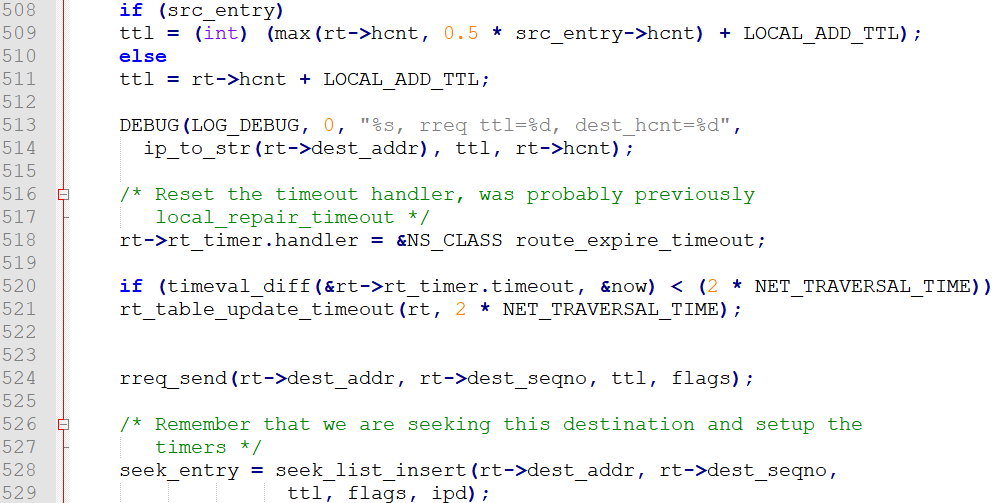 508 if (src_entry)
509 ttl = (int) (max(rt->hcnt, 0.5 * src_entry->hcnt) + LOCAL_ADD_TTL);
510 else
511 ttl = rt->hcnt + LOCAL_ADD_TTL;
512
513 DEBUG(LOG_DEBUG, 0, "%s, rreq ttl=%d, dest_hcnt=%d",
514 ip_to_str(rt->dest_addr), ttl, rt->hcnt);
515
516 /* Reset the timeout handler, was probably previously
517 local_repair_timeout */
518 rt->rt_timer.handler = &NS_CLASS route_expire_timeout;
519
520 if (timeval_diff(&rt->rt_timer.timeout, &now) < (2 * NET_TRAVERSAL_TIME))
521 rt_table_update_timeout(rt, 2 * NET_TRAVERSAL_TIME);
522
523
524 rreq_send(rt->dest_addr, rt->dest_seqno, ttl, flags);
525
526 /* Remember that we are seeking this destination and setup the
527 timers */
528 seek_entry = seek_list_insert(rt->dest_addr, rt->dest_seqno,
529 ttl, flags, ipd);